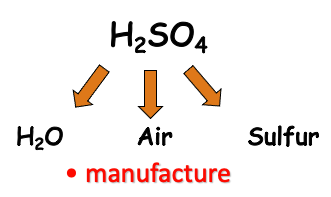 H₂SO₄
H₂O Air Sulfur
• manufacture